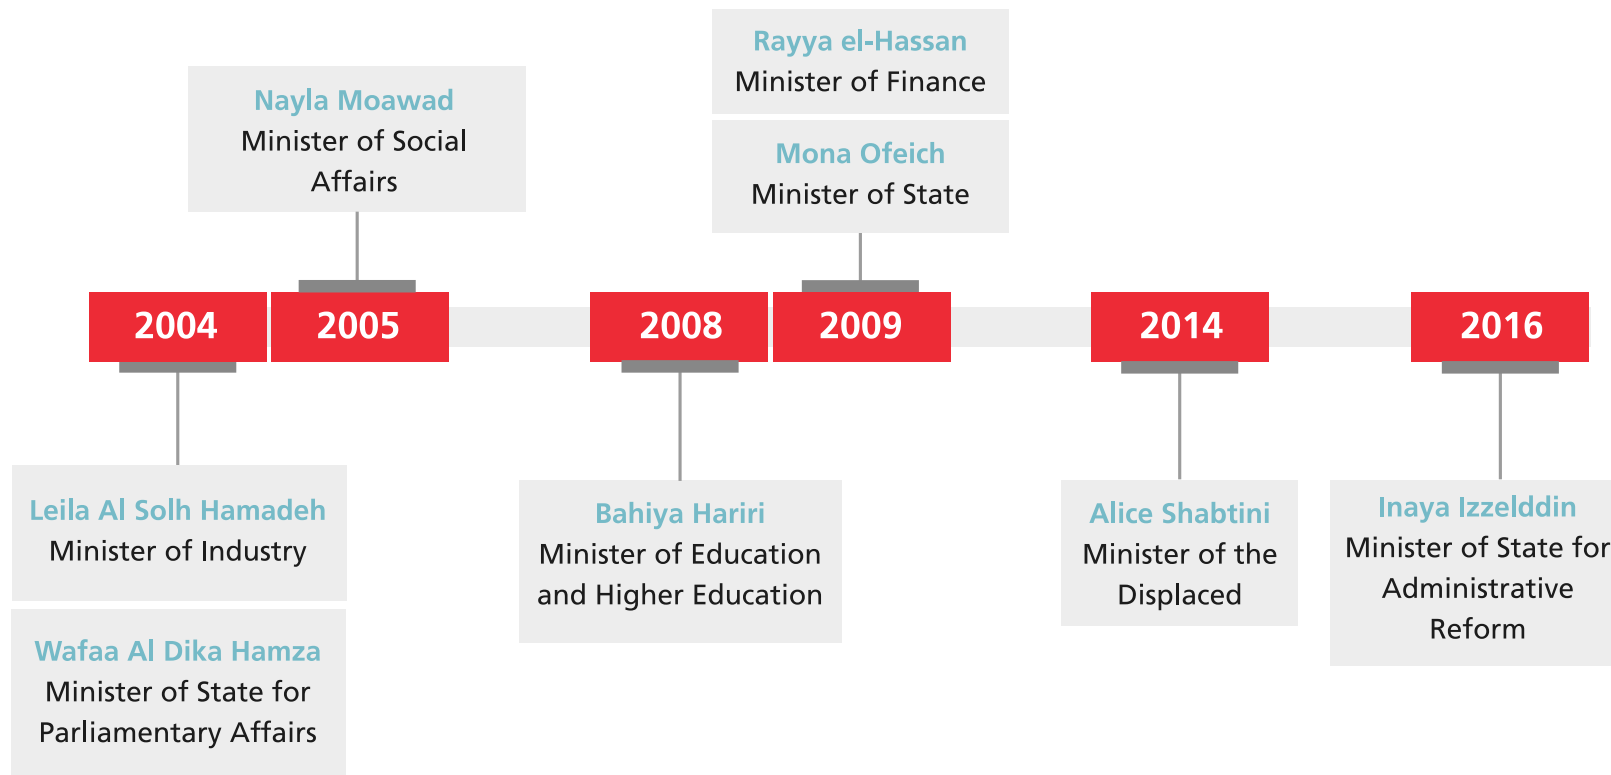 Rayya el-Hassan
Minister of Finance
Nayla Moawad
Minister of Social
Affairs
Mona Ofeich
Minister of State
2004
2005
2008
2009
2014
2016
Leila Al Solh Hamadeh
Minister of Industry
Wafaa Al Dika Hamza
Minister of State for
Parliamentary Affairs
Bahiya Hariri
Minister of Education
and Higher Education
Alice Shabtini
Minister of the
Displaced
Inaya Izzelddin
Minister of State for
Administrative
Reform